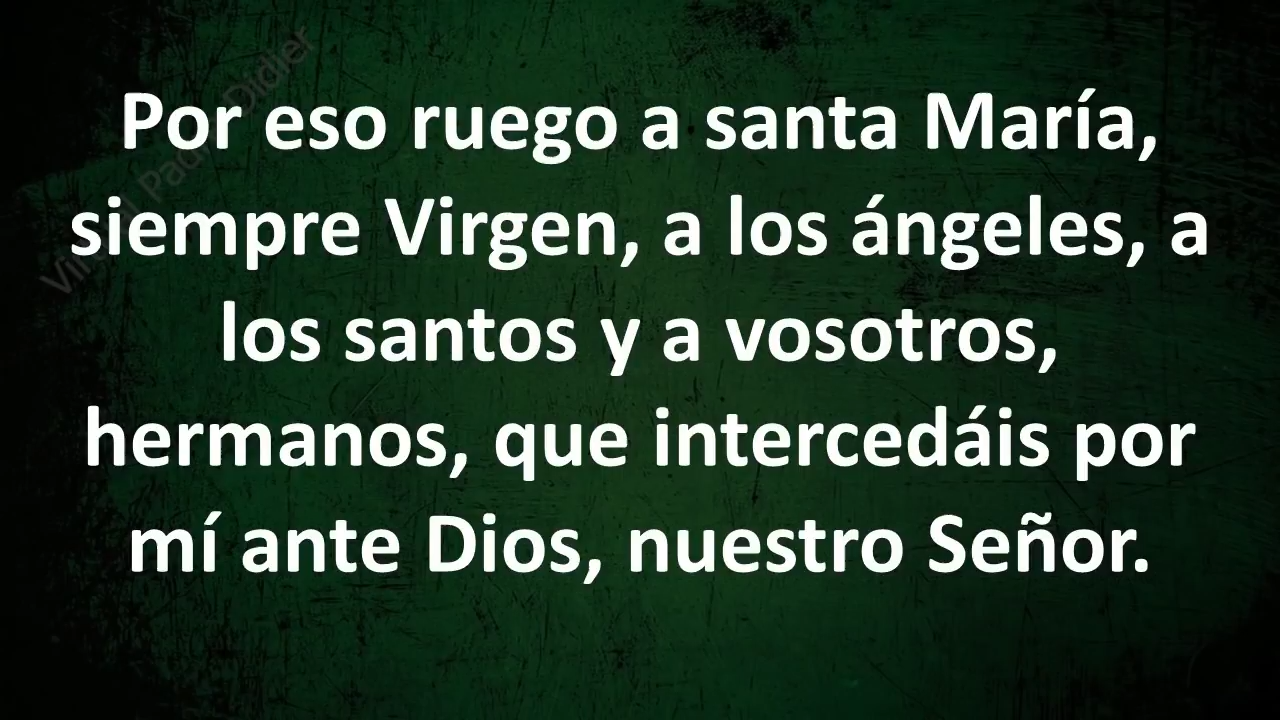 Por eso ruego a santa María,
siempre Virgen, a los ángeles, a
los santos y a vosotros,
hermanos, que intercedáis por
mí ante Dios, nuestro Señor.